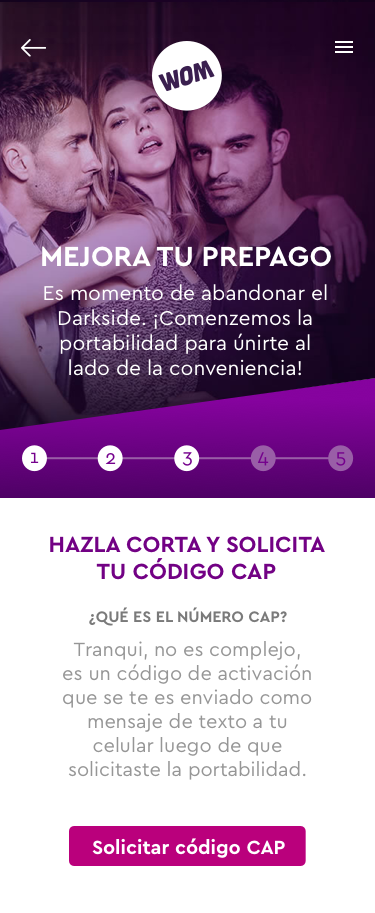 WOM
MEJORA TU PREPAGO
Es momento de abandonar el
Darkside. ¡Comenzemos la
portabilidad para únirte al
lado de la conveniencia!
1 2 3 4 5
HAZLA CORTA Y SOLICITA
TU CÓDIGO CAP
¿QUÉ ES EL NÚMERO CAP?
Tranqui, no es complejo,
es un código de activación
que se te es enviado como
mensaje de texto a tu
celular luego de que
solicitaste la portabilidad.
Solicitar código CAP